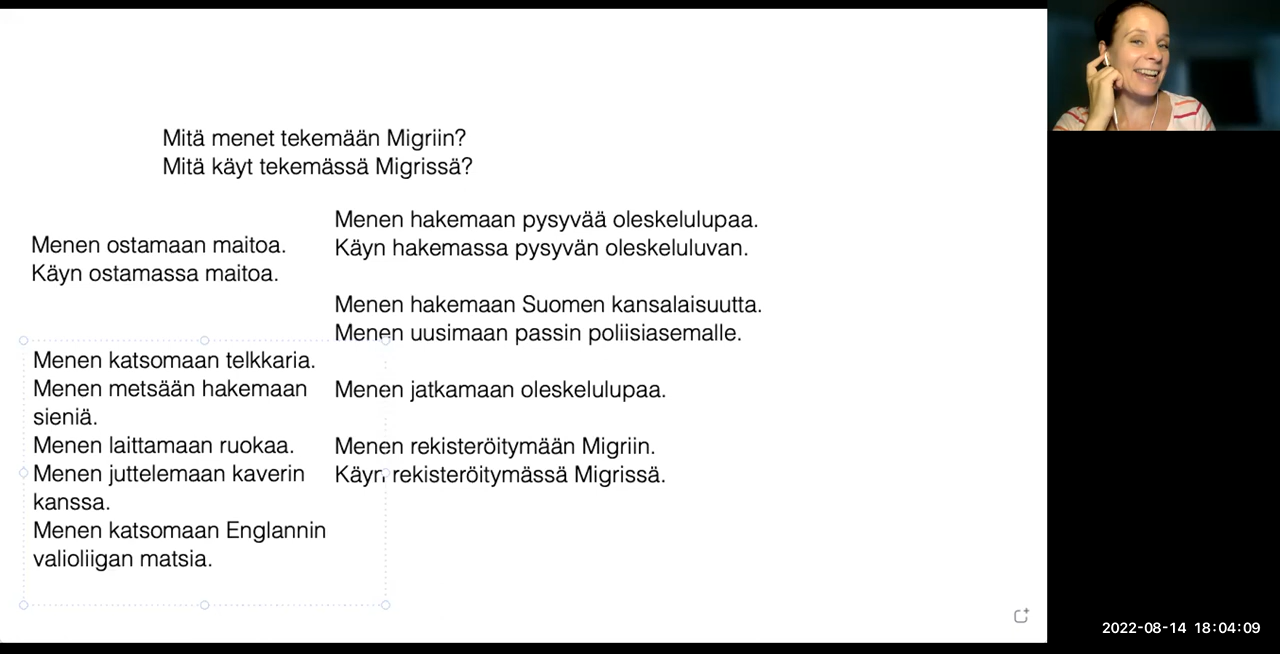 Mitä menet tekemään Migriin?
Mitä käyt tekemässä Migrissä?
Menen ostamaan maitoa.
Käyn ostamassa maitoa.
Menen katsomaan telkkaria.
Menen metsään hakemaan
sieniä.
Menen laittamaan ruokaa.
Menen juttelemaan kaverin
kanssa.
Menen katsomaan Englannin
valioliigan matsia.
Menen hakemaan pysyvää oleskelulupaa.
Käyn hakemassa pysyvän oleskeluluvan.
Menen hakemaan Suomen kansalaisuutta.
Menen uusimaan passin poliisiasemalle.
Menen jatkamaan oleskelulupaa.
Menen rekisteröitymään Migriin.
Käyn rekisteröitymässä Migrissä.
2022-08-14 18:04:09